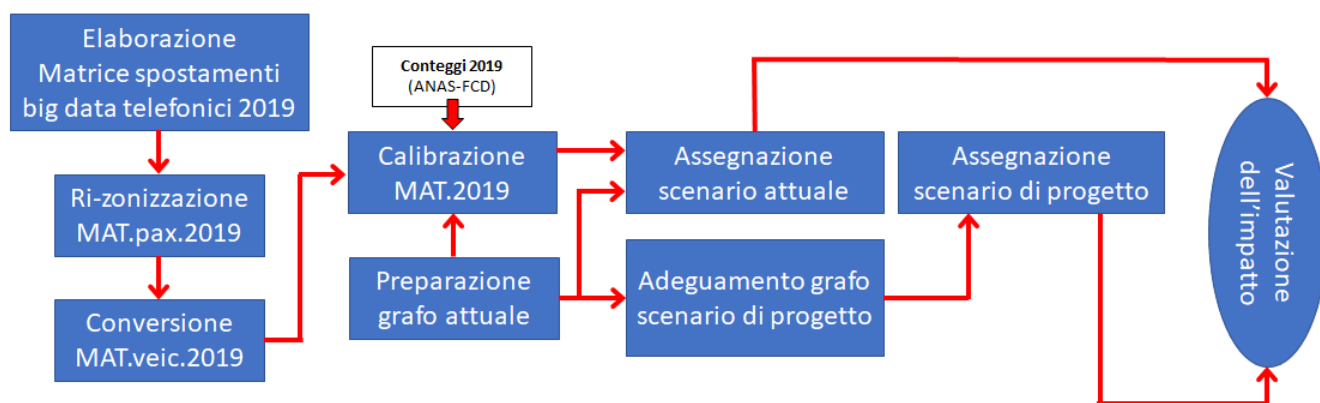 Elaborazione
Matrice spostamenti
big data telefonici 2019
Ri-zonizzazione
MAT.pax.2019
Conversione
MAT.veic.2019
Conteggi 2019
(ANAS-FCD)
Calibrazione
MAT.2019
Preparazione
grafo attuale
Assegnazione
scenario attuale
Adeguamento grafo
scenario di progetto
Assegnazione
scenario di progetto
Valutazione
dell'impatto